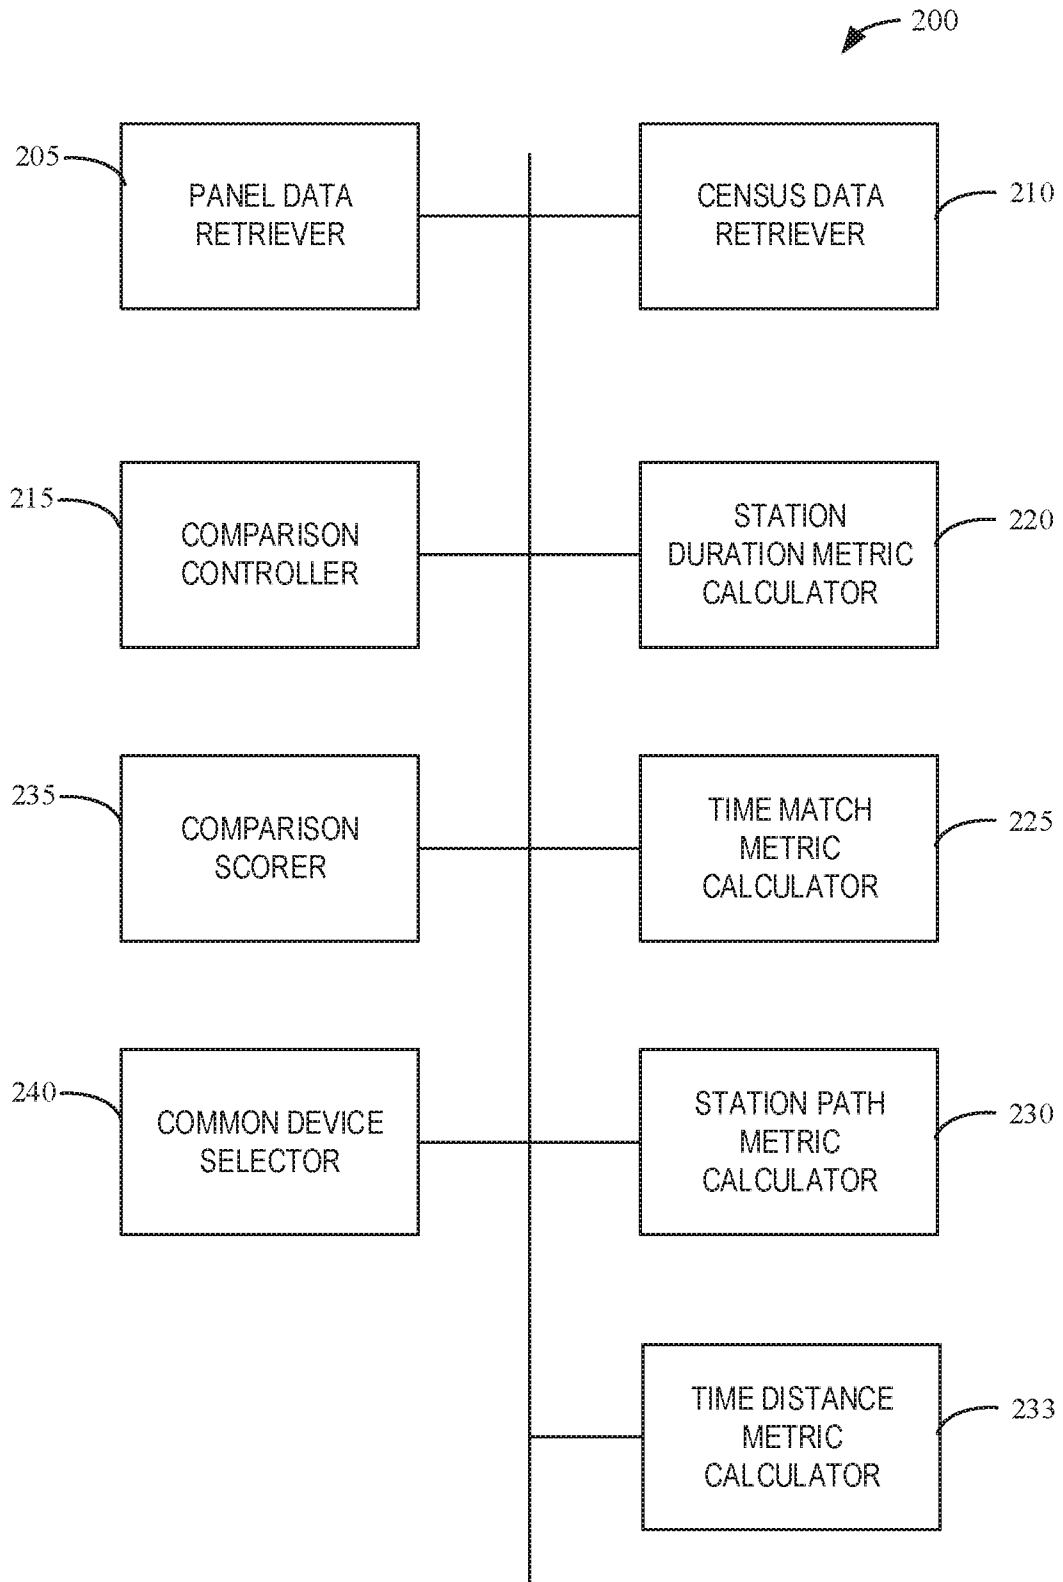 200
205
PANEL DATA
RETRIEVER
CENSUS DATA
RETRIEVER
210
215
COMPARISON
CONTROLLER
STATION
DURATION METRIC
CALCULATOR
220
235
COMPARISON
SCORER
TIME MATCH
METRIC
CALCULATOR
225
240
COMMON DEVICE
SELECTOR
STATION PATH
METRIC
CALCULATOR
230
TIME DISTANCE
METRIC
CALCULATOR
233